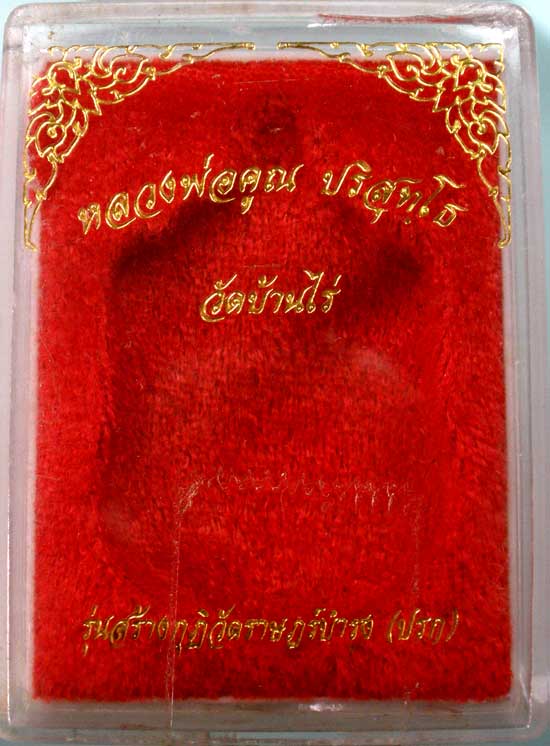 หลวงพ่อคูณ ปริสุทฺโธ
วัดบ้านไร่
รุ่นสร้างกุฏิวัดราษฎร์บำรุง (ปรก)